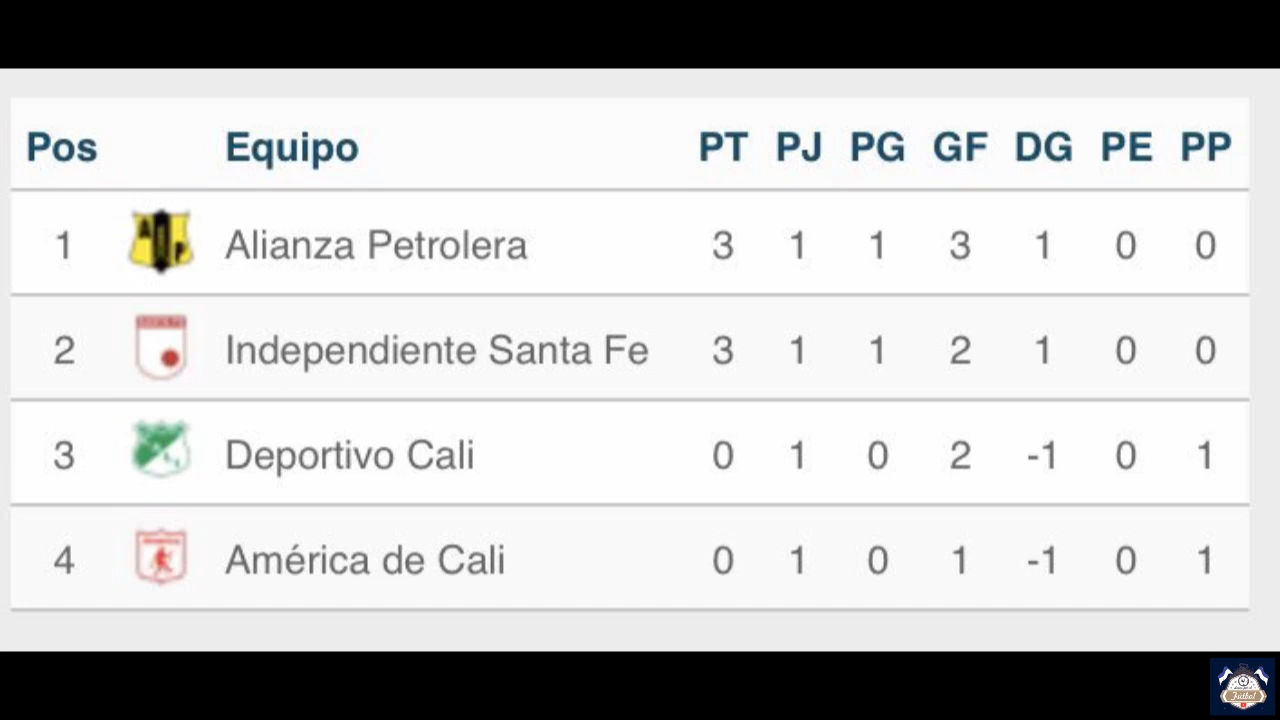 Pos Equipo PT PJ PG GF DG PE PP
1 Alianza Petrolera 3 1 1 3 1 0 0
2 Independiente Santa Fe 3 1 1 2 1 0 0
3 Deportivo Cali 0 1 0 2 -1 0 1
4 América de Cali 0 1 0 1 -1 0 1
Futbol